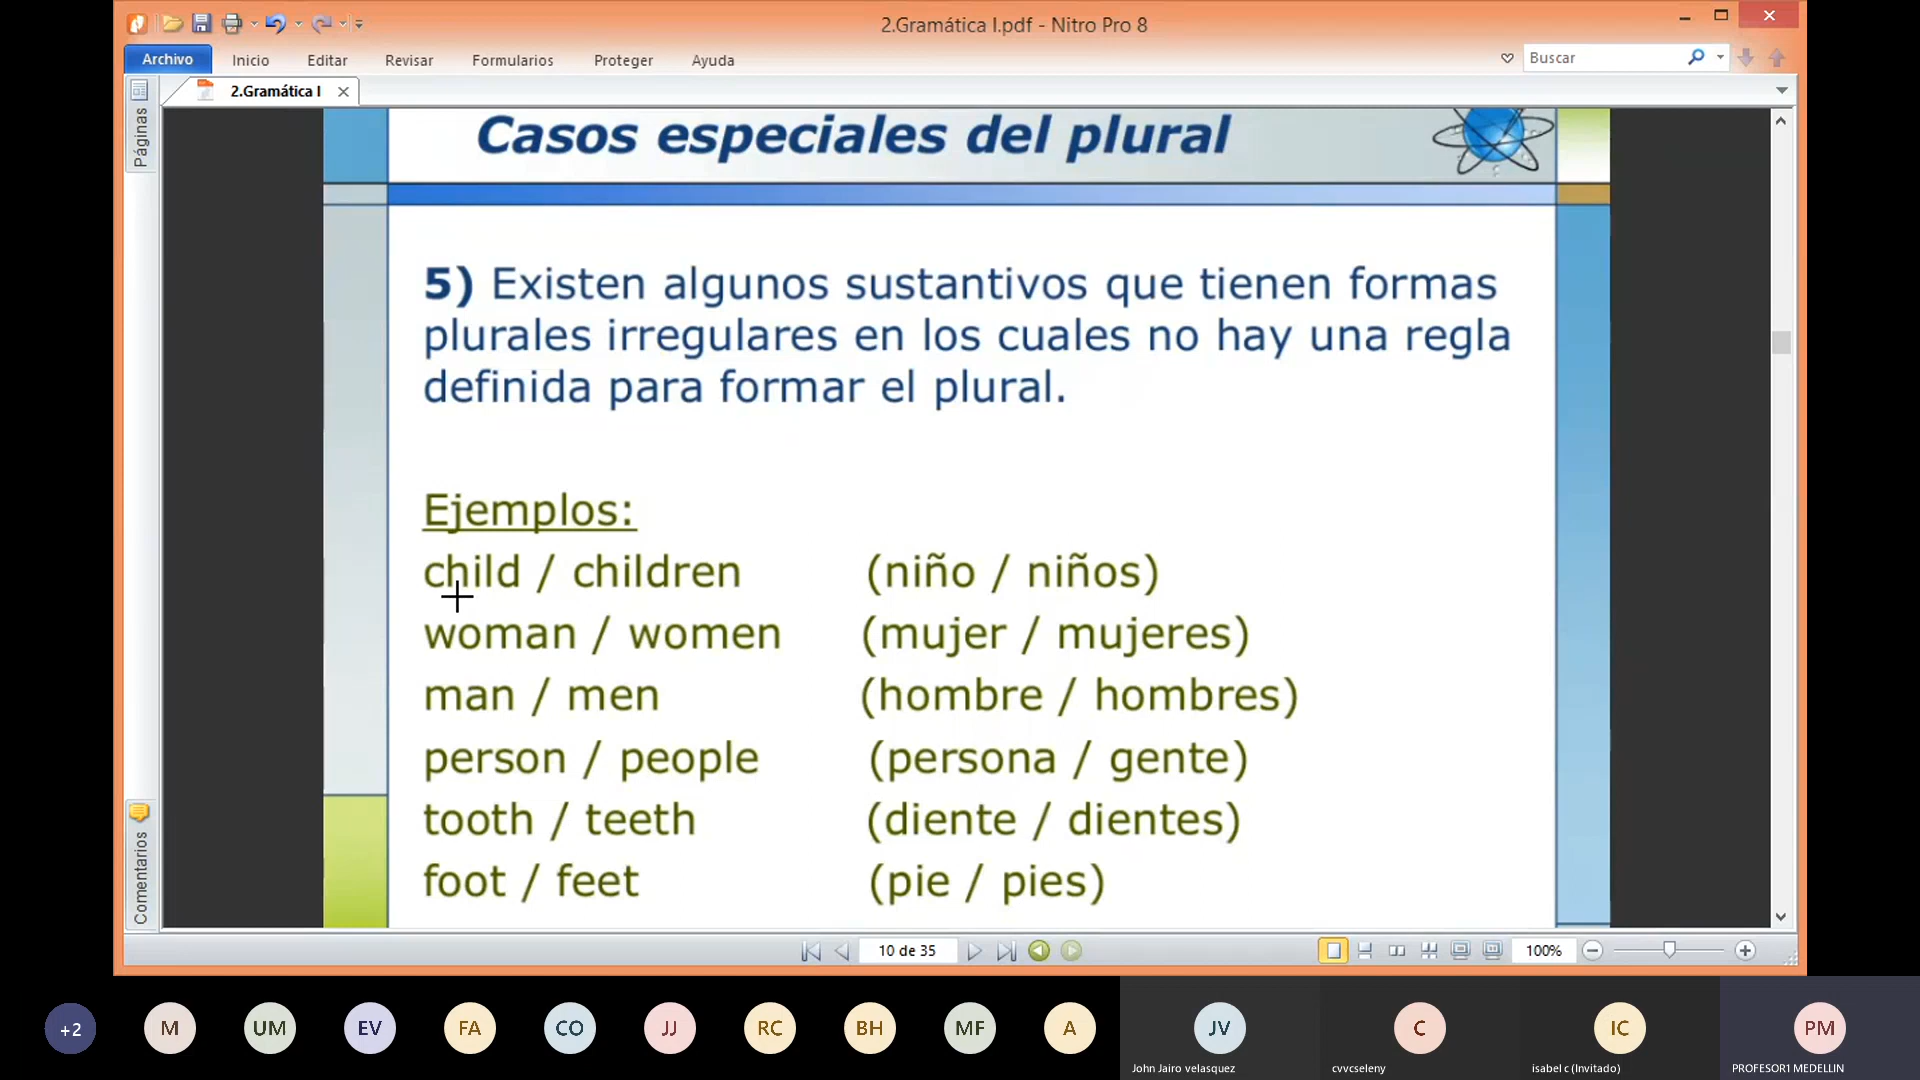 2.Gramática I.pdf - Nitro Pro 8
Archivo
Inicio
Editar
Revisar
Formularios
Proteger
Ayuda
Buscar
2.Gramática I
Páginas
Casos especiales del plural
5) Existen algunos sustantivos que tienen formas
plurales irregulares en los cuales no hay una regla
definida para formar el plural.
Ejemplos:
child / children (niño / niños)
woman / women (mujer / mujeres)
man / men (hombre / hombres)
person / people (persona / gente)
tooth / teeth (diente / dientes)
foot / feet (pie / pies)
Comentarios
10 de 35
100%
+2
M
UM
EV
FA
CO
JJ
RC
BH
MF
A
JV
C
IC
PM
John Jairo velasquez
cvvcseleny
isabel c (Invitado)
PROFESOR1 MEDELLIN